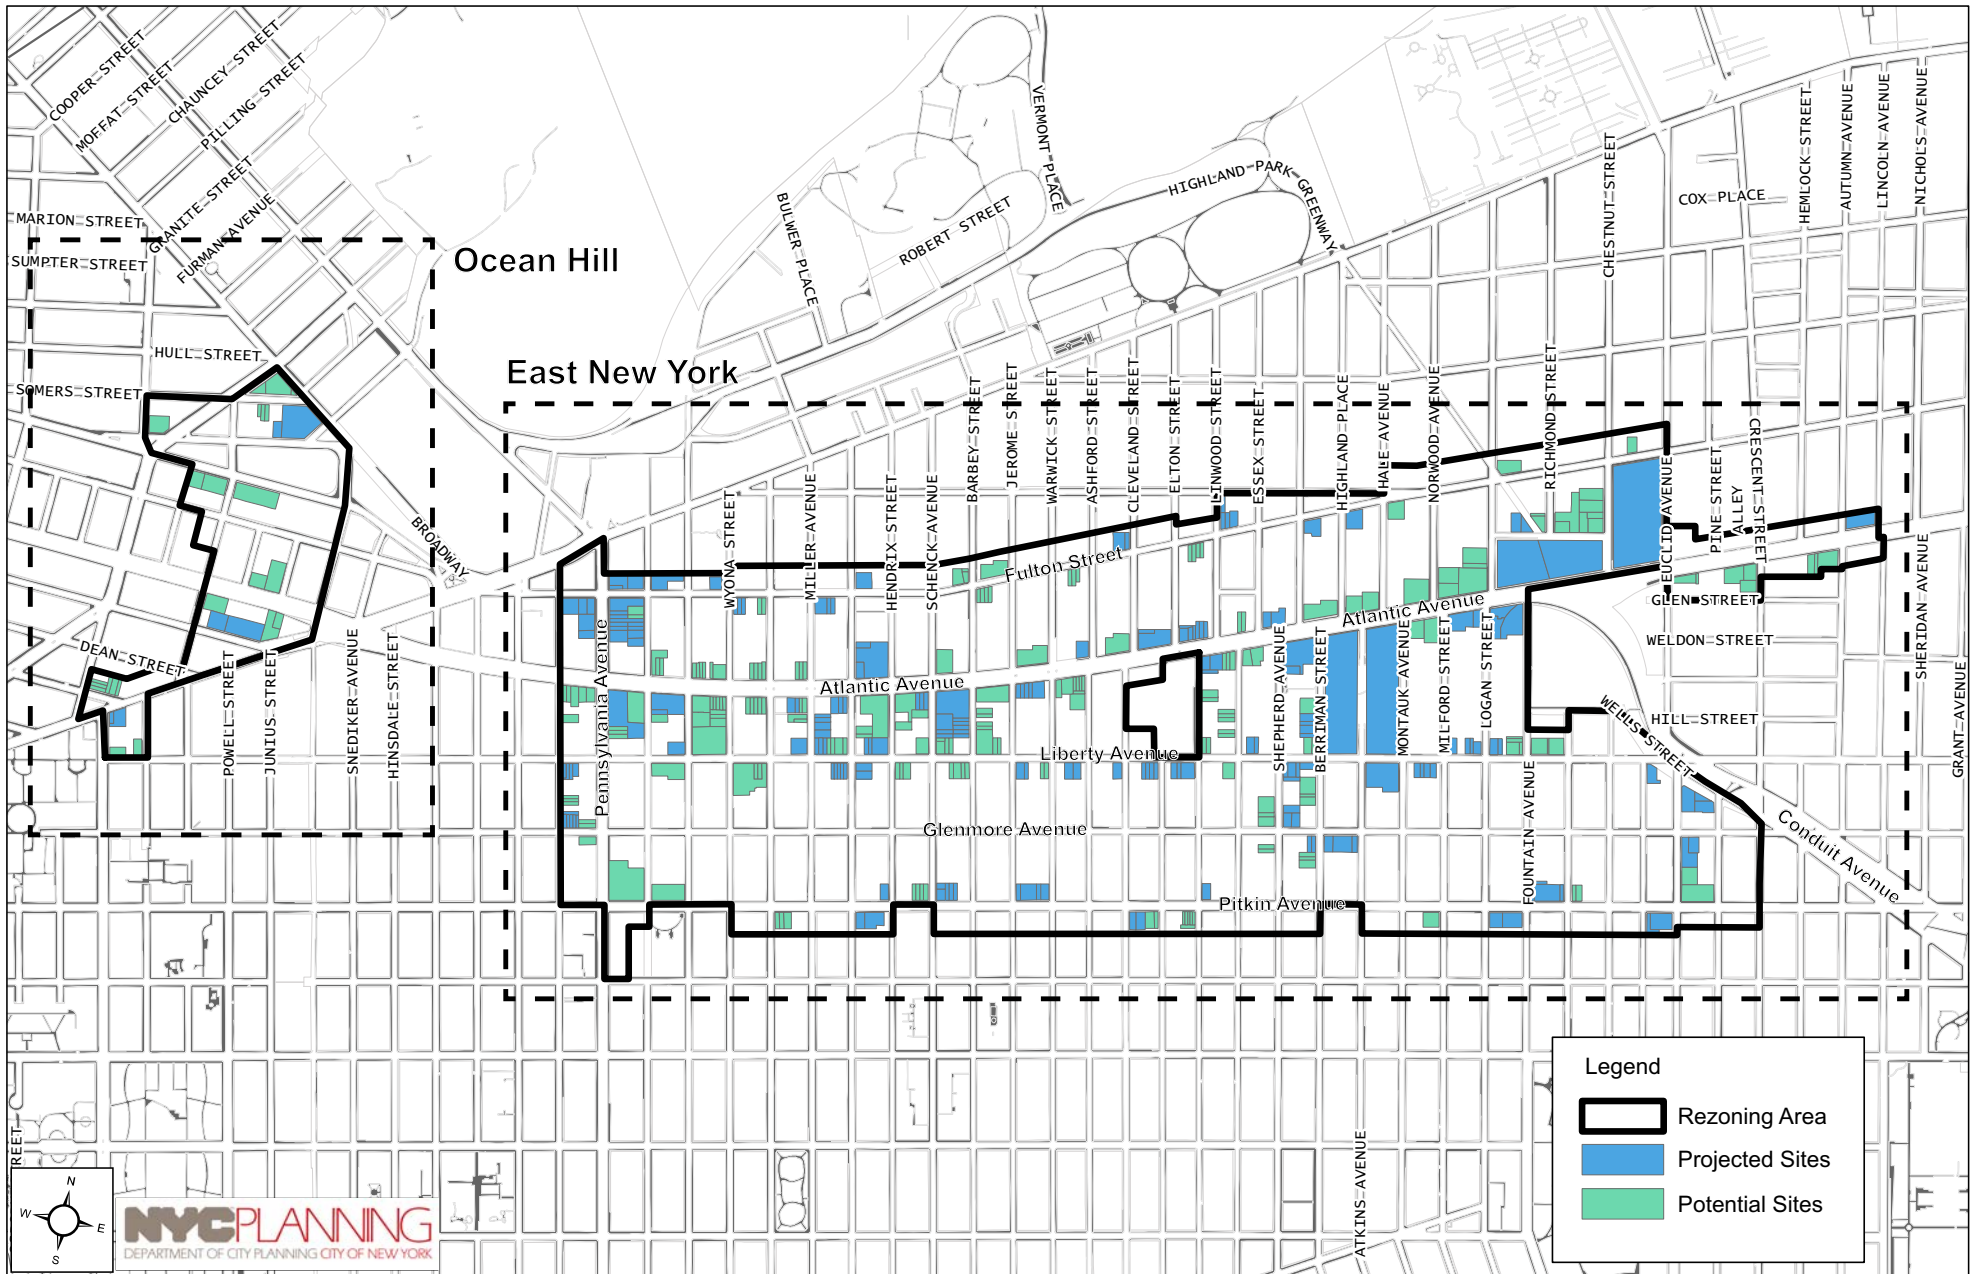 COOPER STREET
MOFFAT STREET
CHAUNCEY STREET
PILLING STREET
GRANITE STREET
FURMAN AVENUE
MARION STREET
SUMPTER STREET
HULL STREET
SOMERS STREET
Ocean Hill
BROADWAY
DEAN STREET
POWELL STREET
JUNIUS STREET
SNEDIKER AVENUE
HINSDALE STREET
East New York
BULWER PLACE
ROBERT STREET
VERMONT PLACE
HIGHLAND PARK GREENWAY
CHESTNUT STREET
COX PLACE
HEMLOCK STREET
AUTUMN AVENUE
LINCOLN AVENUE
NICHOLS AVENUE
WYONA STREET
MILLER AVENUE
HENDRIX STREET
SCHENCK AVENUE
BARBEY STREET
JEROME STREET
WARWICK STREET
ASHFORD STREET
CLEVELAND STREET
ELTON STREET
LINWOOD STREET
ESSEX STREET
HIGHLAND PLACE
HALE AVENUE
NORWOOD AVENUE
RICHMOND STREET
EUCLID AVENUE
PINE STREET
ALLEY
CRESCENT STREET
Fulton Street
Atlantic Avenue
Atlantic Avenue
Pennsylvania Avenue
Liberty Avenue
Glenmore Avenue
Pitkin Avenue
SHEPHERD AVENUE
BERRIMAN STREET
MONTAUK AVENUE
MILFORD STREET
LOGAN STREET
FOUNTAIN AVENUE
GLEN STREET
WELDON STREET
HILL STREET
WELLS STREET
Conduit Avenue
SHERIDAN AVENUE
GRANT AVENUE
ATKINS AVENUE
REET
N
W
E
S
NYCPLANNING
DEPARTMENT OF CITY PLANNING CITY OF NEW YORK
Legend
Rezoning Area
Projected Sites
Potential Sites